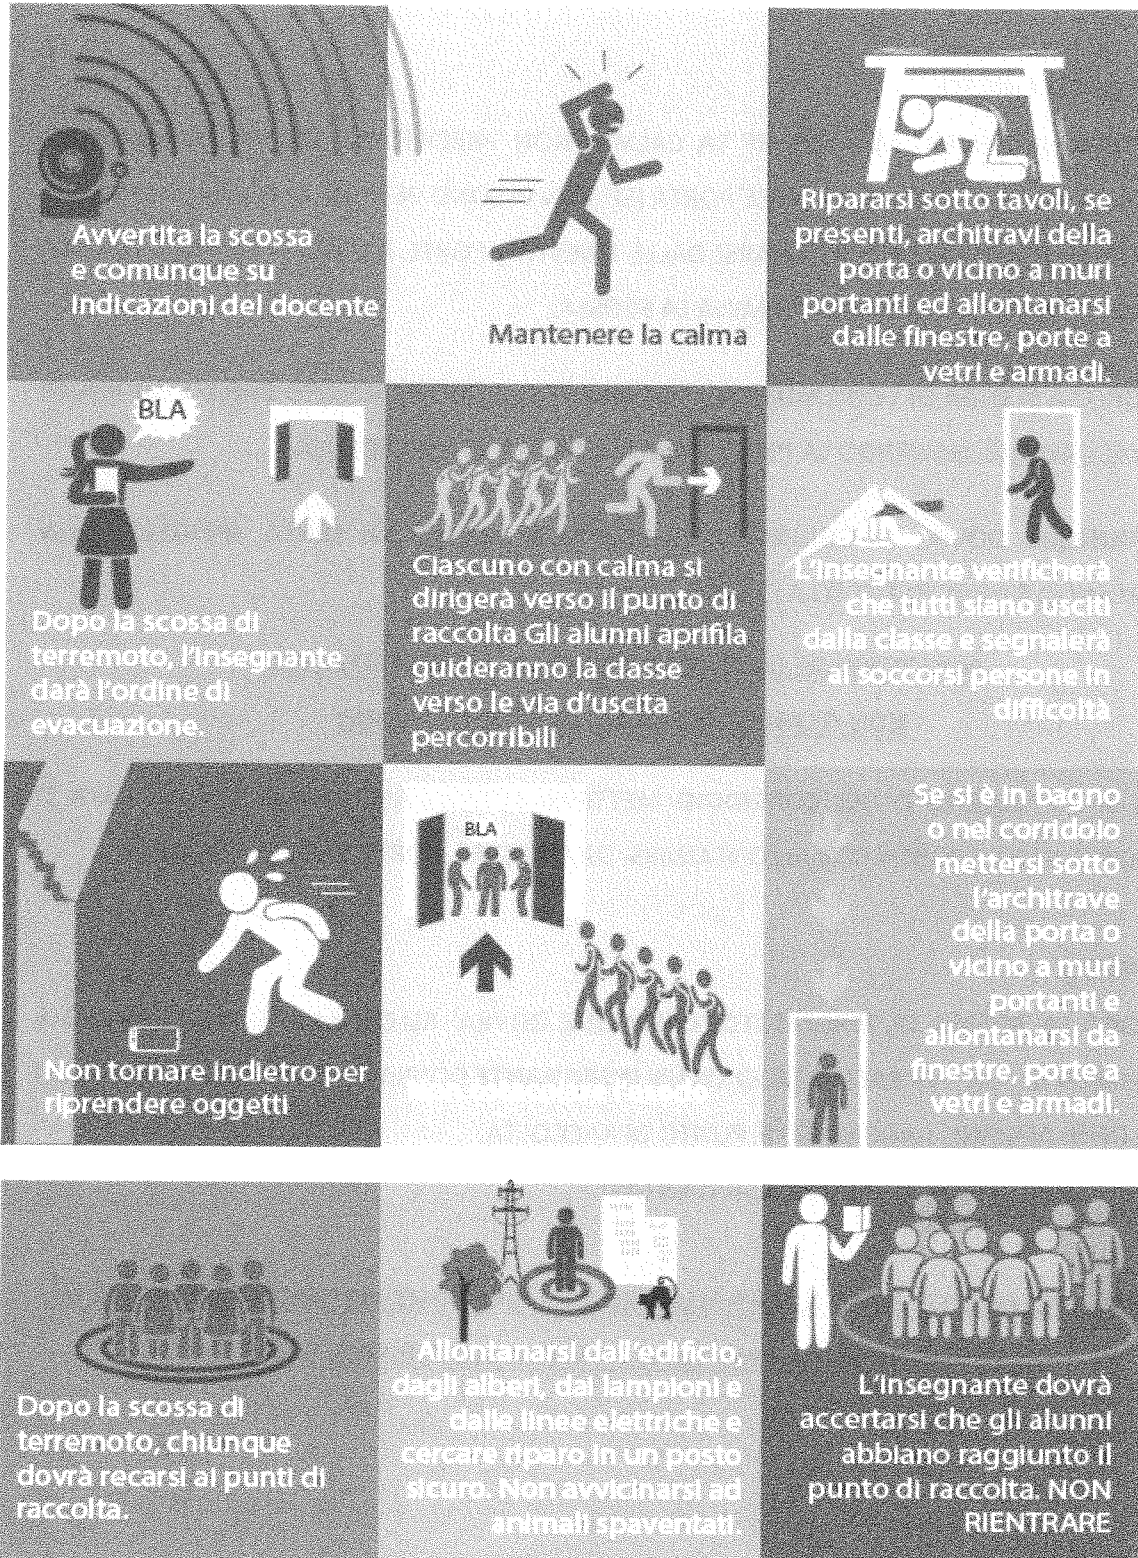 Avvertita la scossa
e comunque su
indicazioni del docente
Mantenere la calma
Ripararsi sotto tavoli, se
presenti, architravi della
porta o vicino a muri
portanti ed allontanarsi
dalle finestre, porte a
vetri e armadi.
BLA
Dopo la scossa di
terremoto, l'insegnante
darà l'ordine di
evacuazione.
Ciascuno con calma si
dirigerà verso il punto di
raccolta Gli alunni aprifila
guideranno la classe
verso le via d'uscita
percorribili
L'insegnante verificherà
che tutti siano usciti
dalla classe e segnalerà
ai soccorsi persone in
difficoltà
Non tornare indietro per
riprendere oggetti
BLA
Se si è in bagno
o nel corridoio
mettersi sotto
l'architrave
della porta o
vicino a muri
portanti e
allontanarsi da
finestre, porte a
vetri e armadi.
Dopo la scossa di
terremoto, chiunque
dovrà recarsi ai punti di
raccolta.
Allontanarsi dall'edificio,
dagli alberi, dai lampioni e
dalle linee elettriche e
cercare riparo in un posto
sicuro. Non avvicinarsi ad
animali spaventati.
L'insegnante dovrà
accertarsi che gli alunni
abbiano raggiunto il
punto di raccolta. NON
RIENTRARE